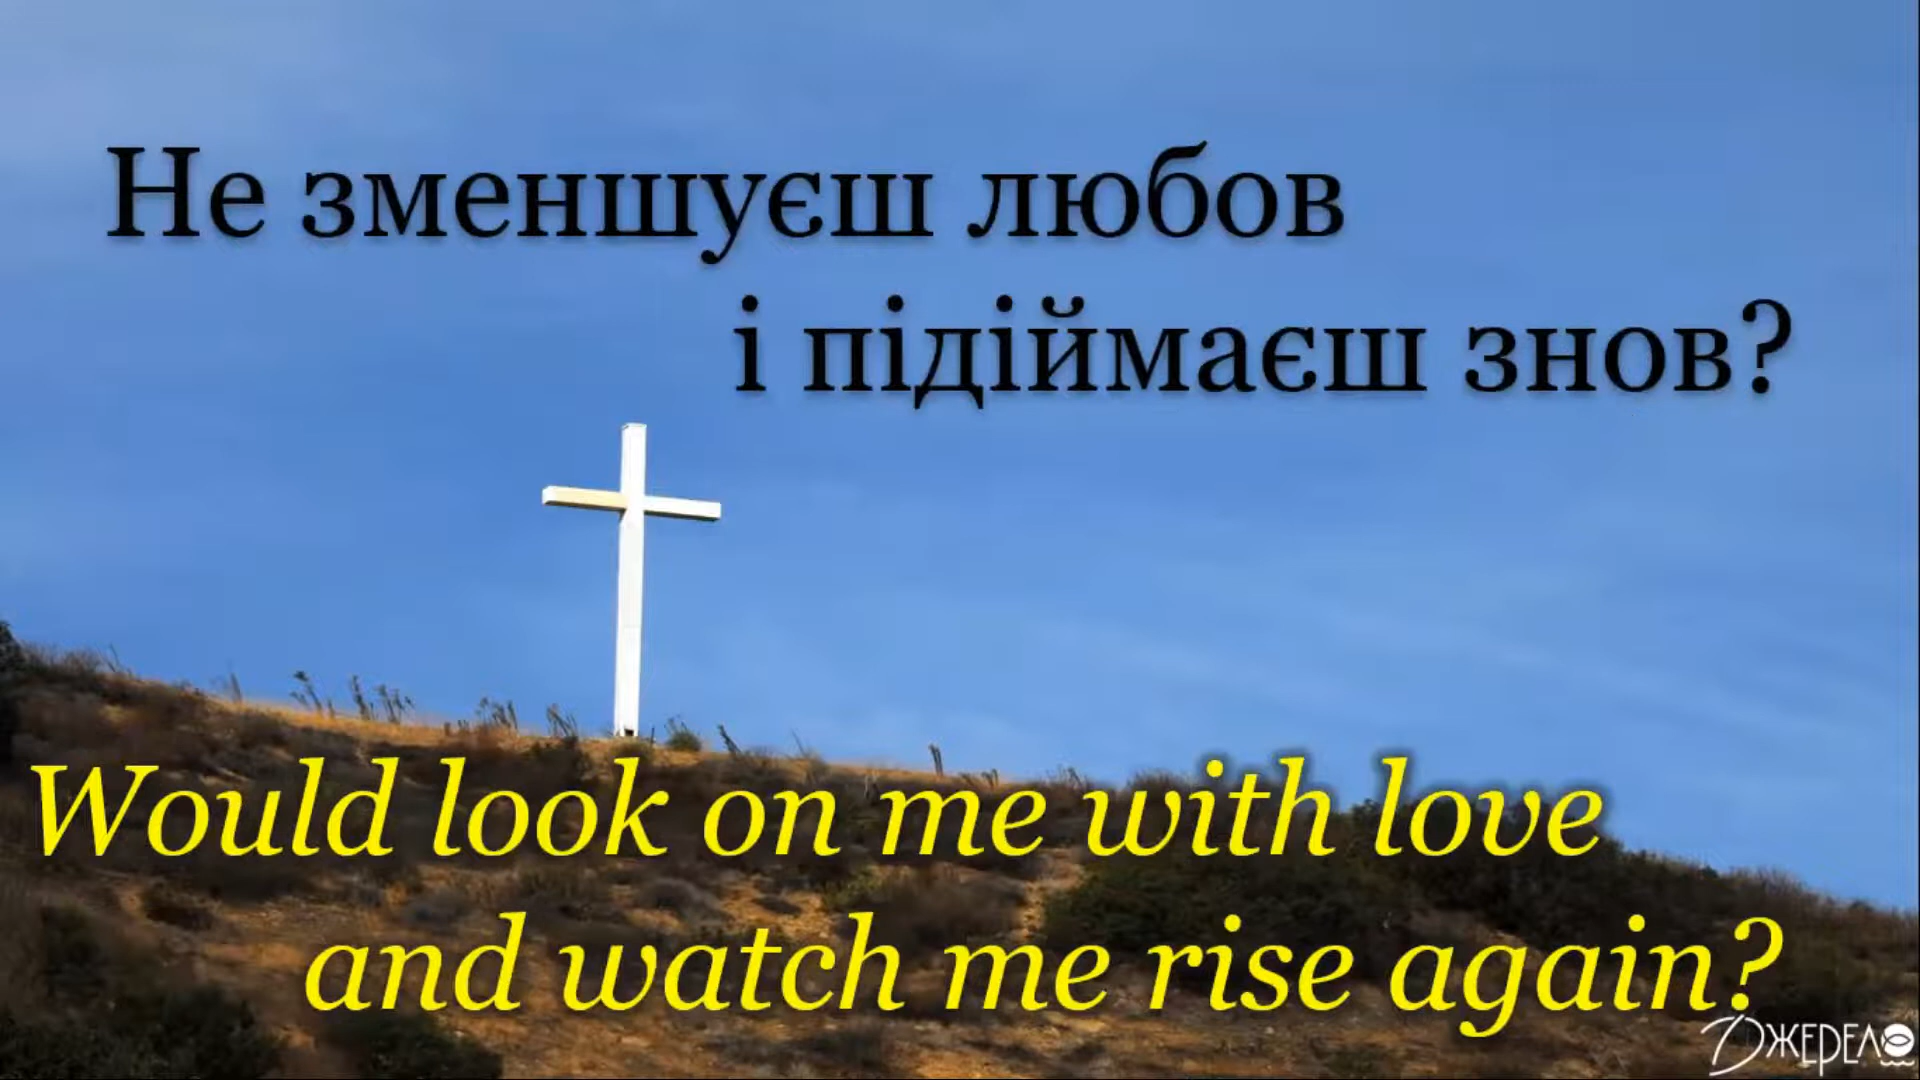 Не зменшуєш любов
і підіймаєш знов?
Would look on me with love
and watch me rise again?
ДЖЕРЕЛО